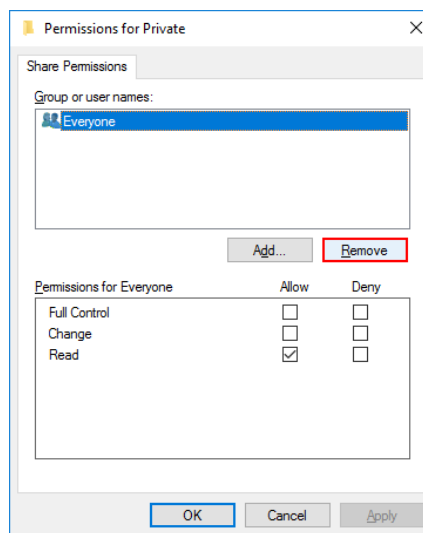 Permissions for Private
Share Permissions
Group or user names:
Everyone
Add... Remove
Permissions for Everyone Allow Deny
Full Control
Change
Read
OK Cancel Apply